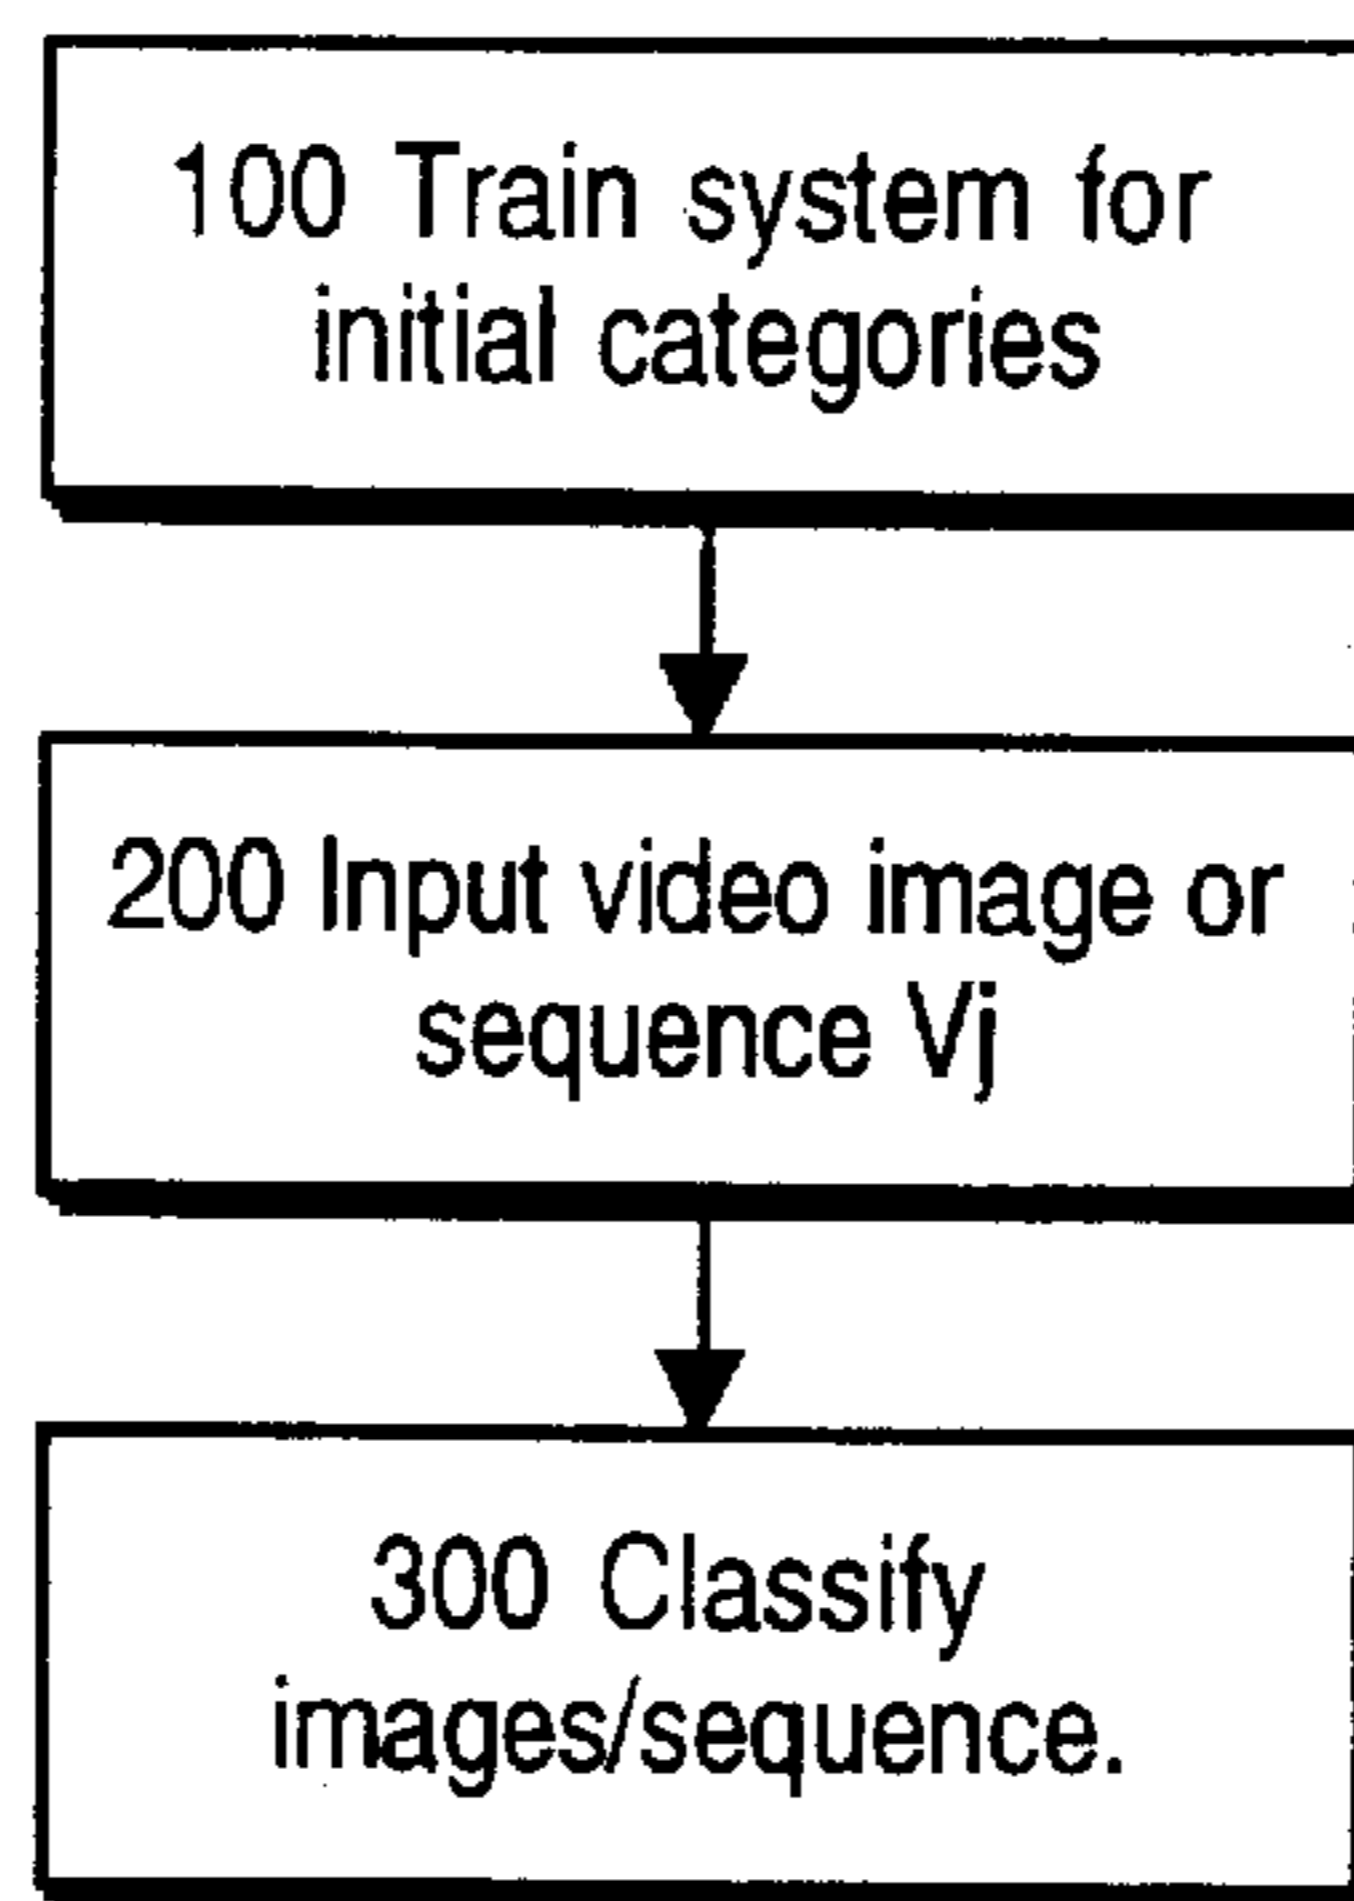 100 Train system for
initial categories
200 Input video image or
sequence Vj
300 Classify
images/sequence.